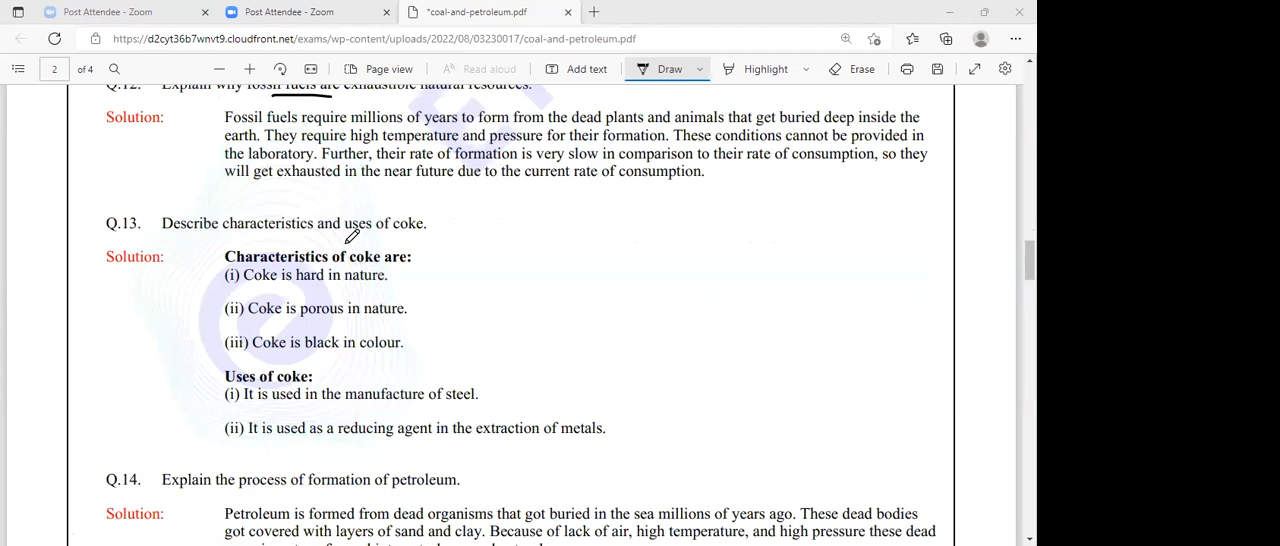 Post Attendee - Zoom
Post Attendee - Zoom
*coal-and-petroleum.pdf
https://d2cyt36b7wnvt9.cloudfront.net/exams/wp-content/uploads/2022/08/03230017/coal-and-petroleum.pdf
2 of 4 Page view Read aloud Add text Draw Highlight Erase
Q.12. Explain why fossil fuels are exhaustible natural resources.
Solution: Fossil fuels require millions of years to form from the dead plants and animals that get buried deep inside the
earth. They require high temperature and pressure for their formation. These conditions cannot be provided in
the laboratory. Further, their rate of formation is very slow in comparison to their rate of consumption, so they
will get exhausted in the near future due to the current rate of consumption.
Q.13. Describe characteristics and uses of coke.
Solution: Characteristics of coke are:
(i) Coke is hard in nature.
(ii) Coke is porous in nature.
(iii) Coke is black in colour.
Uses of coke:
(i) It is used in the manufacture of steel.
(ii) It is used as a reducing agent in the extraction of metals.
Q.14. Explain the process of formation of petroleum.
Solution: Petroleum is formed from dead organisms that got buried in the sea millions of years ago. These dead bodies
got covered with layers of sand and clay. Because of lack of air, high temperature, and high pressure these dead